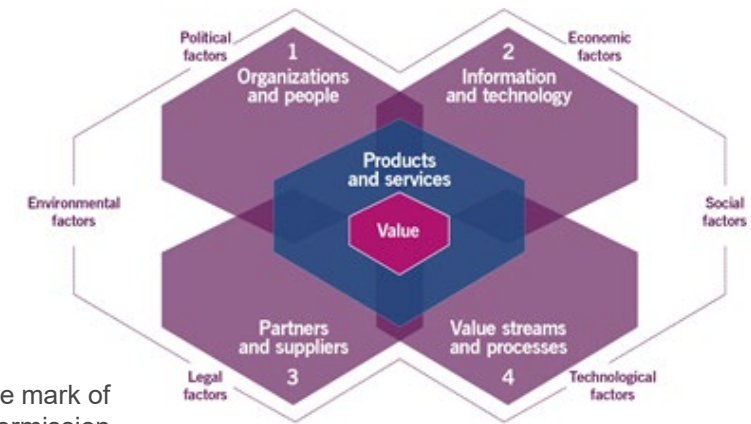 Political
factors
1
Organizations
and people
2
Information
and technology
Economic
factors
Products
and services
Value
Environmental
factors
Social
factors
Partners
and suppliers
3
Value streams
and processes
4
Legal
factors
Technological
factors
e mark of